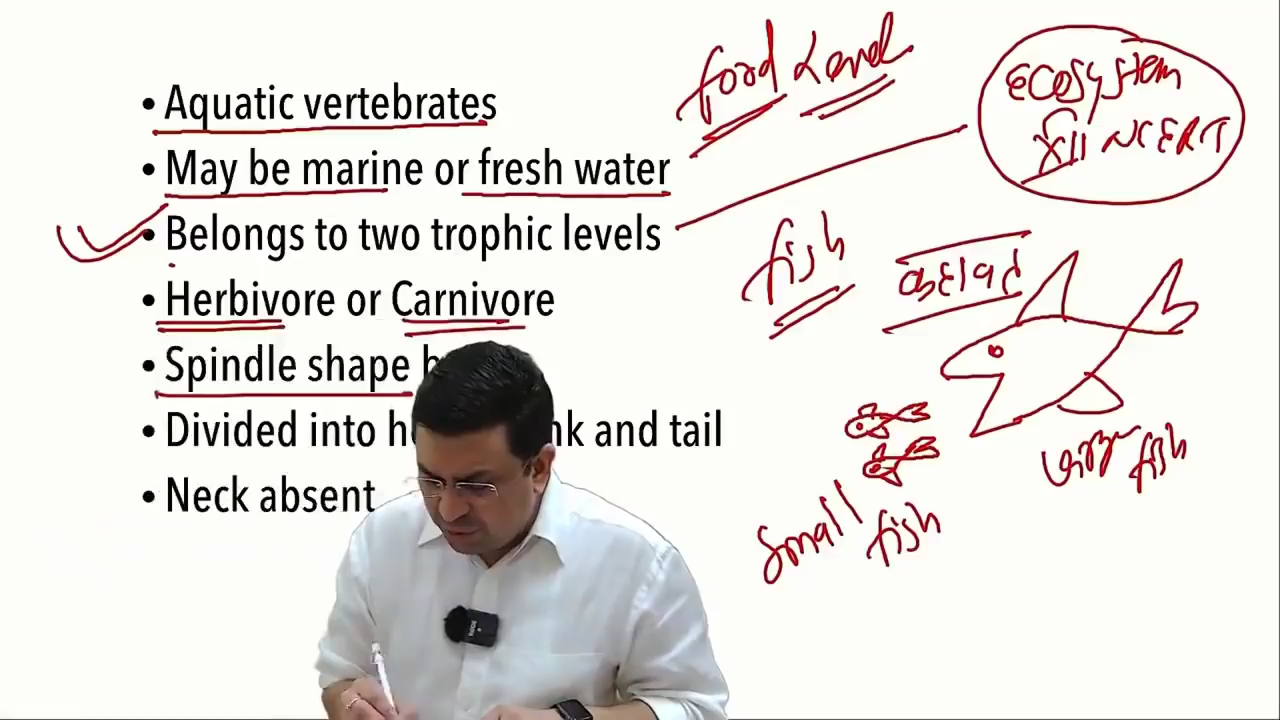 • Aquatic vertebrates
• May be marine or fresh water
• Belongs to two trophic levels
• Herbivore or Carnivore
• Spindle shape
• Divided into nk and tail
• Neck absent
food Level
ecosystem
XII NCERT
fish
large fish
small
fish